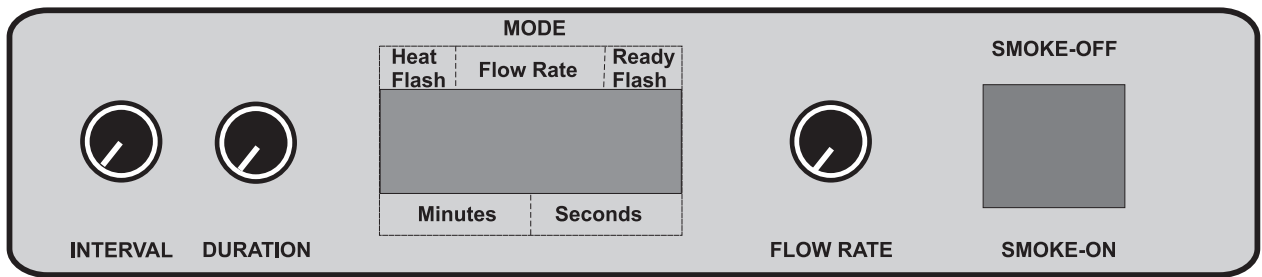 MODE
Heat Flash
Flow Rate
Ready Flash
Minutes
Seconds
SMOKE-OFF
INTERVAL
DURATION
FLOW RATE
SMOKE-ON